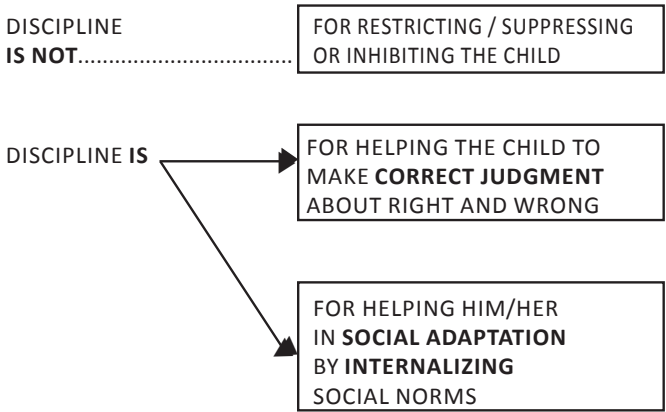 DISCIPLINE
IS NOT..................................
FOR RESTRICTING / SUPPRESSING
OR INHIBITING THE CHILD
DISCIPLINE IS
FOR HELPING THE CHILD TO
MAKE CORRECT JUDGMENT
ABOUT RIGHT AND WRONG
FOR HELPING HIM/HER
IN SOCIAL ADAPTATION
BY INTERNALIZING
SOCIAL NORMS